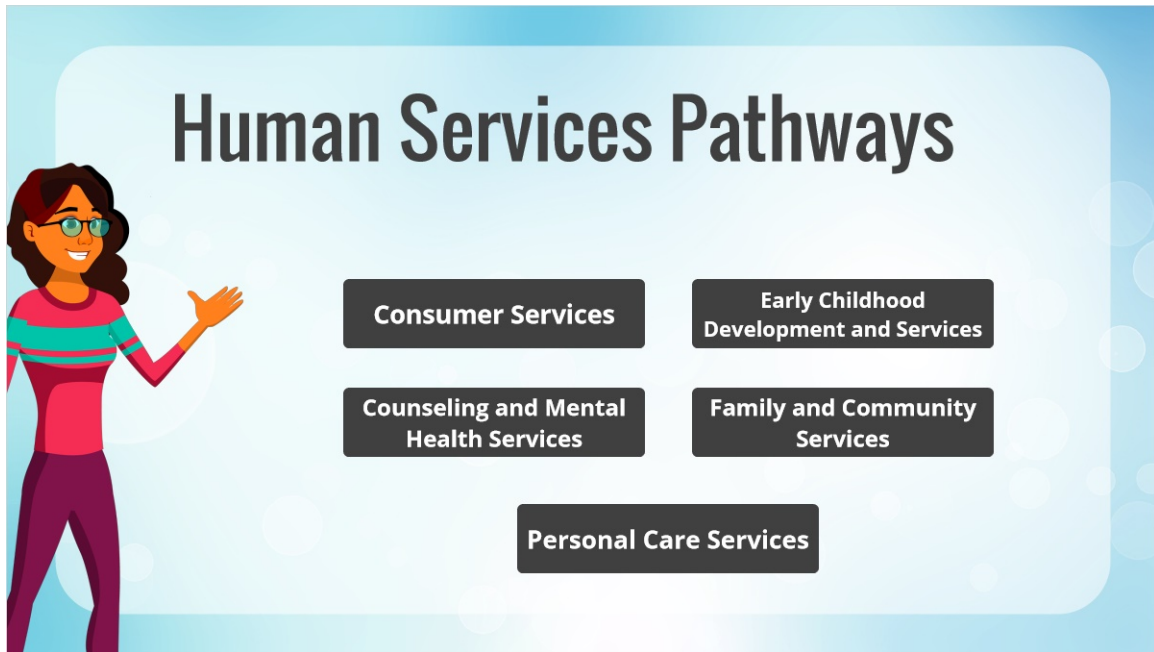 Human Services Pathways
Consumer Services
Early Childhood
Development and Services
Counseling and Mental
Health Services
Family and Community
Services
Personal Care Services